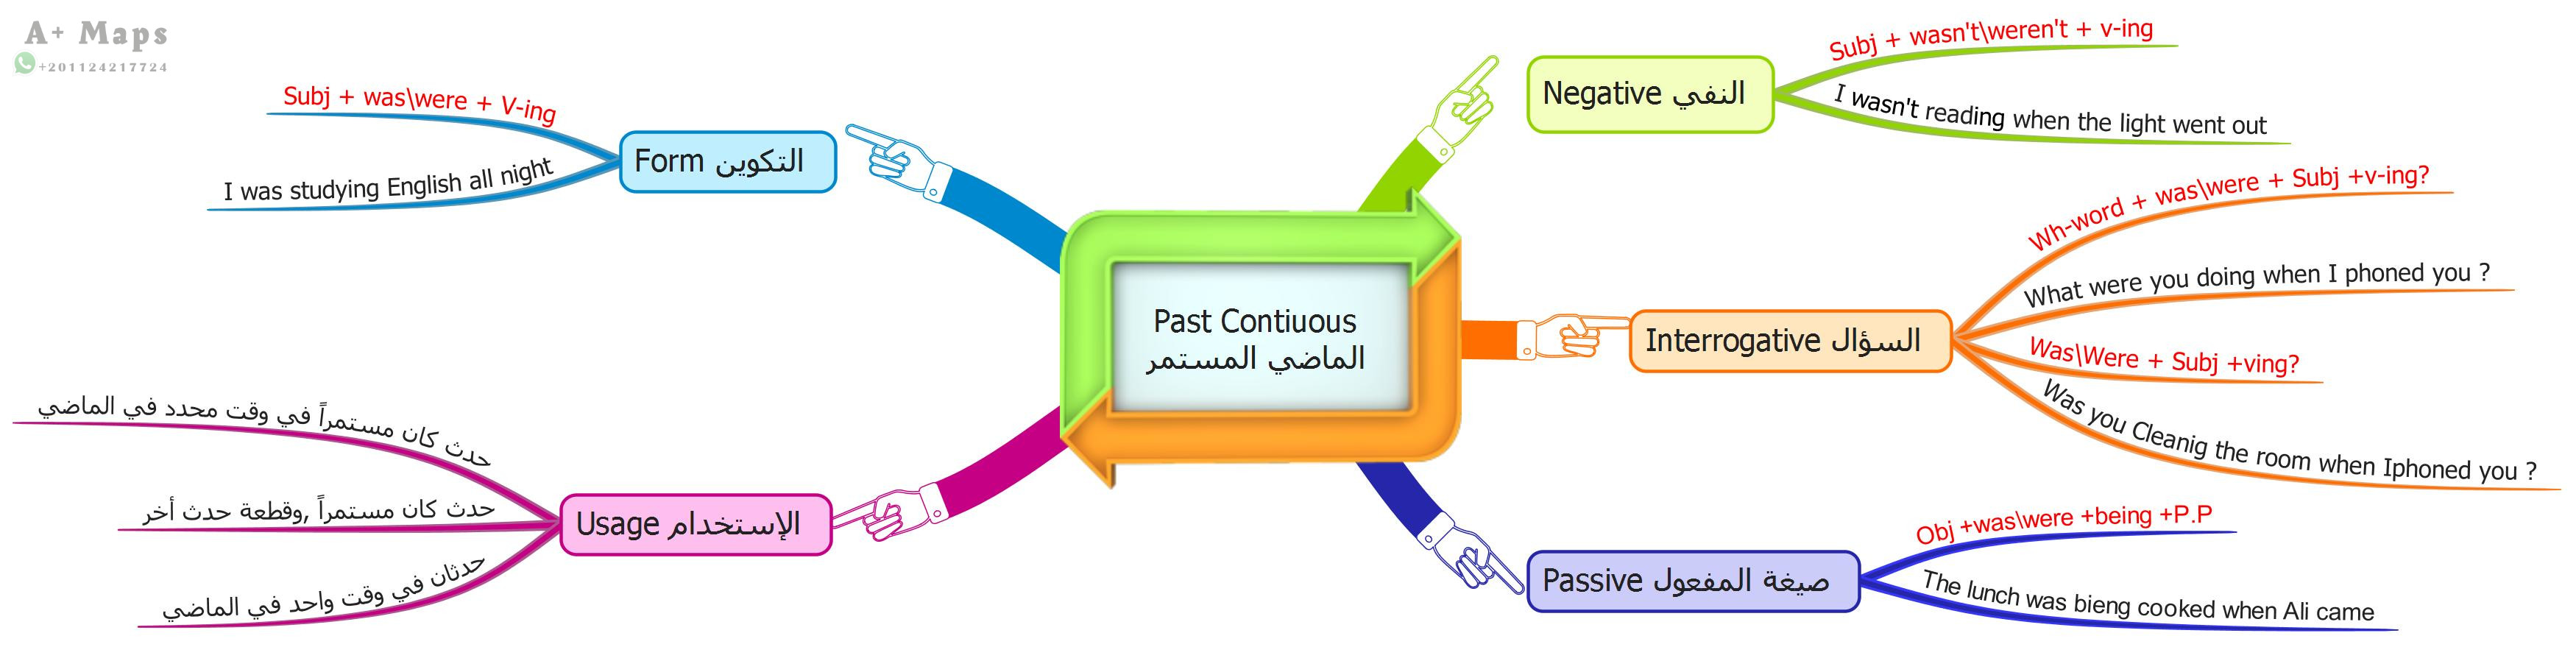 A+ Maps
+201124217724
Past Contiuous
الماضي المستمر
Form التكوين
Subj + was\were + V-ing
I was studying English all night
Usage الإستخدام
حدث كان مستمراً في وقت محدد في الماضي
حدث كان مستمراً ,وقطعة حدث أخر
حدثان في وقت واحد في الماضي
Negative النفي
Subj + wasn't\weren't + v-ing
I wasn't reading when the light went out
Interrogative السؤال
Wh-word + was\were + Subj +v-ing?
What were you doing when I phoned you ?
Was\Were + Subj +ving?
Was you Cleanig the room when Iphoned you ?
Passive صيغة المفعول
Obj +was\were +being +P.P
The lunch was bieng cooked when Ali came